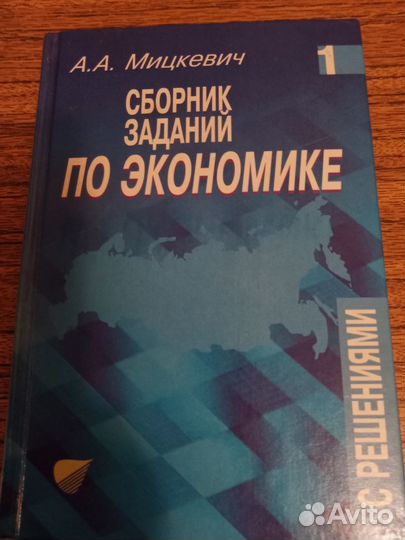 А.А. Мицкевич
1
СБОРНИК
ЗАДАНИЙ
ПО ЭКОНОМИКЕ
С РЕШЕНИЯМИ
Avito